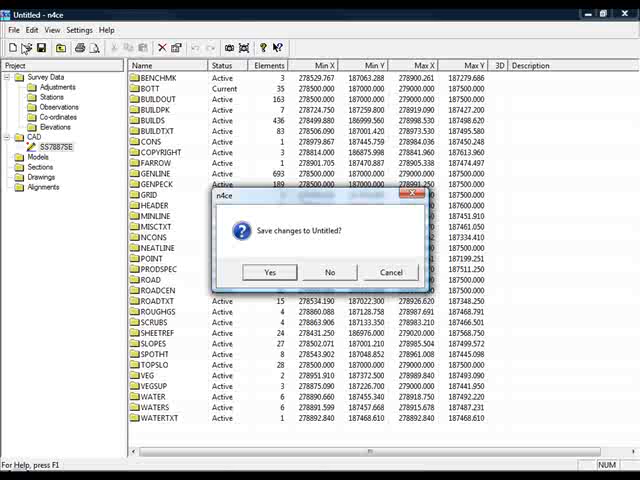 Untitled - n4ce
File Edit View Settings Help
Project Name Status Elements Min X Min Y Max X Max Y 3D Description
Survey Data
Adjustments
Stations
Observations
Co-ordinates
Elevations
CAD
SS7887SE
Models
Sections
Drawings
Alignments
BENCHMK Active 3 278529.767 187063.288 278900.261 187279.686
BOTT Current 35 278500.000 187000.000 279000.000 187500.000
BUILDOUT Active 163 278500.000 187000.000 279000.000 187500.000
BUILDPK Active 7 278724.750 187259.800 278919.090 187427.200
BUILDS Active 436 278499.880 186999.560 278998.530 187498.620
BUILDTXT Active 83 278506.090 187001.420 278973.530 187495.580
CONS Active 1 278979.867 187445.759 278984.036 187450.248
COPYRIGHT Active 3 278814.000 186875.998 278841.960 187613.960
FARROW Active 1 278901.705 187470.887 278905.338 187474.497
GENLINE Active 693 278500.000 187000.000 279000.000 187500.000
GENPECK Active 189 278500.000 187000.000 278991.250 187500.000
GRID
HEADER
MINLINE 187451.910
MISCTXT 187451.010
NCONS 187334.410
NEATLINE 187500.000
POINT 187199.251
PRODSPEC 187511.250
ROAD 187500.000
ROADCEN 187500.000
ROADTXT Active 15 278534.190 187022.300 278926.620 187348.250
ROUGHGS Active 4 278860.088 187128.758 278987.691 187468.791
SCRUBS Active 4 278863.906 187133.350 278983.210 187466.501
SHEETREF Active 24 278431.250 186976.000 279020.000 187568.750
SLOPES Active 27 278502.071 187001.210 278985.504 187499.572
SPOTHT Active 8 278543.902 187048.852 278961.008 187445.098
TOPSLO Active 28 278500.000 187000.000 279000.000 187500.000
VEG Active 2 278951.910 187372.500 278989.840 187493.090
VEGSUP Active 3 278875.090 187226.700 279000.000 187441.950
WATER Active 6 278890.660 187455.340 278918.750 187492.220
WATERS Active 6 278891.599 187457.668 278915.678 187487.231
WATERTXT Active 1 278892.840 187468.610 278892.840 187468.610
n4ce
Save changes to Untitled?
Yes No Cancel
For Help, press F1
NUM